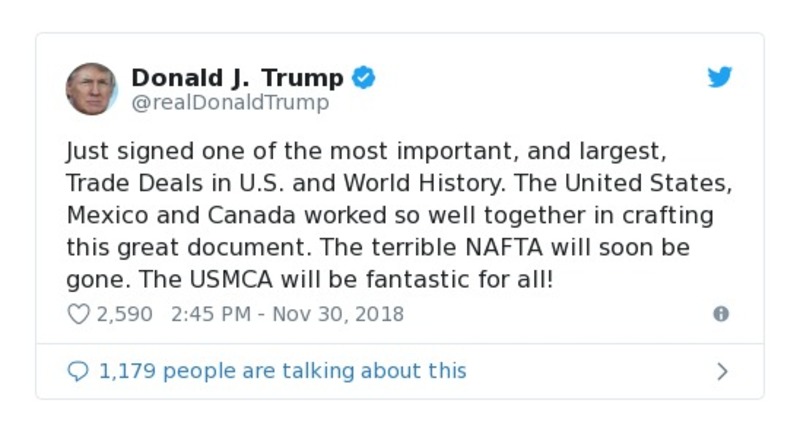 Donald J. Trump
@realDonaldTrump
Just signed one of the most important, and largest,
Trade Deals in U.S. and World History. The United States,
Mexico and Canada worked so well together in crafting
this great document. The terrible NAFTA will soon be
gone. The USMCA will be fantastic for all!
2,590 2:45 PM - Nov 30, 2018
1,179 people are talking about this